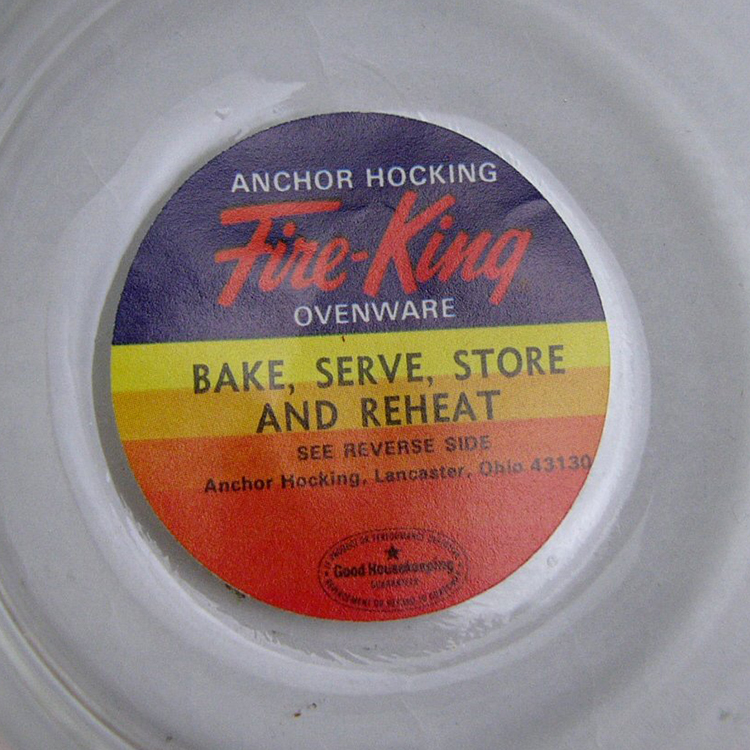 ANCHOR HOCKING
Fire-King
OVENWARE
BAKE, SERVE, STORE
AND REHEAT
SEE REVERSE SIDE
Anchor Hocking, Lancaster, Ohio 43130
Good Housekeeping
GUARANTEES